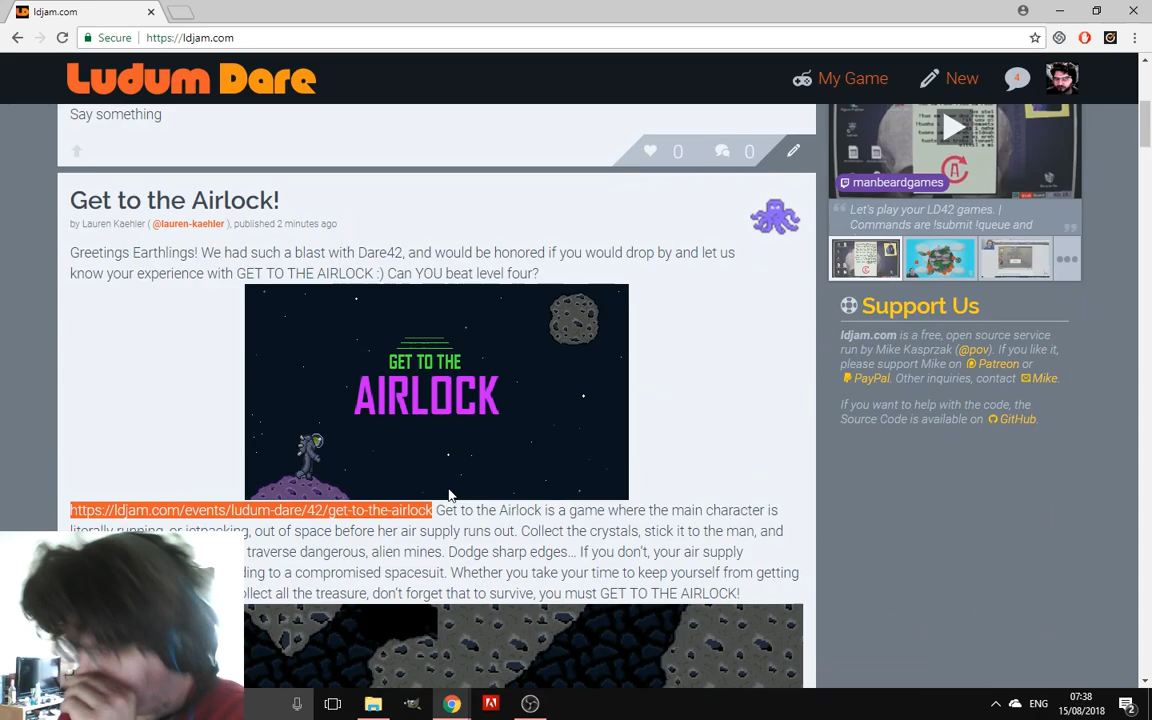 ldjam.com
Secure
https://ldjam.com
LUDUM DARE
My Game
New
4
Say something
0
0
Get to the Airlock!
by Lauren Kaehler ( @lauren-kaehler ), published 2 minutes ago
Greetings Earthlings! We had such a blast with Dare42, and would be honored if you would drop by and let us
know your experience with GET TO THE AIRLOCK :) Can YOU beat level four?
GET TO THE
AIRLOCK
https://ldjam.com/events/ludum-dare/42/get-to-the-airlock Get to the Airlock is a game where the main character is
literally running, or jetpacking, out of space before her air supply runs out. Collect the crystals, stick it to the man, and
traverse dangerous, alien mines. Dodge sharp edges... If you don't, your air supply
ding to a compromised spacesuit. Whether you take your time to keep yourself from getting
ollect all the treasure, don't forget that to survive, you must GET TO THE AIRLOCK!
manbeardgames
Let's play your LD42 games. |
Commands are !submit !queue and
Support Us
ldjam.com is a free, open source service
run by Mike Kasprzak (@pov). If you like it,
please support Mike on Patreon or
PayPal. Other inquiries, contact Mike.
If you want to help with the code, the
Source Code is available on GitHub.
ENG
07:38
15/08/2018
2